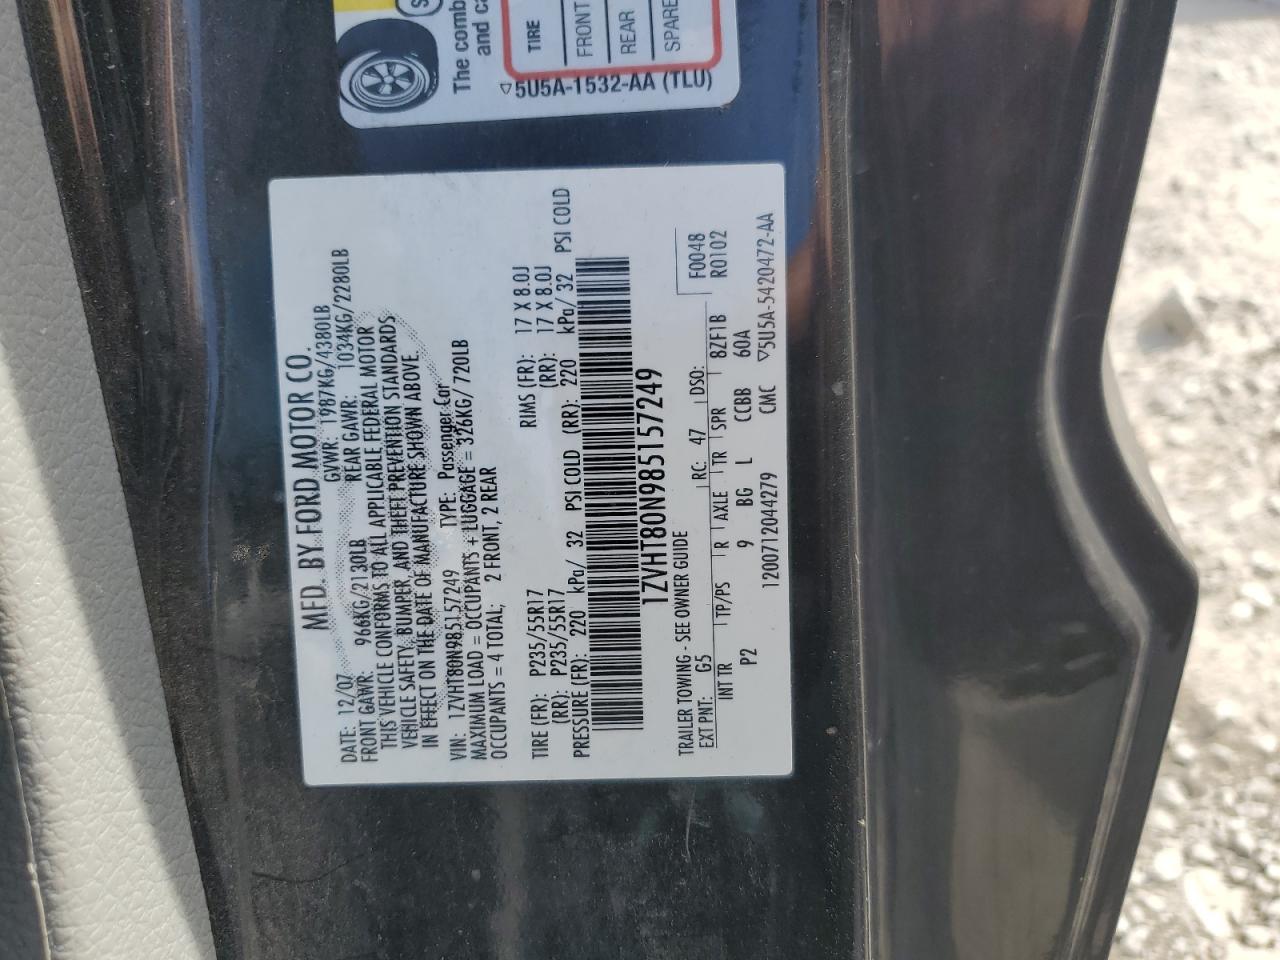 MFD. BY FORD MOTOR CO.
DATE: 12/07 GVWR: 1987KG/4380LB
FRONT GAWR: 966KG/2130LB REAR GAWR: 1034KG/2280LB
THIS VEHICLE CONFORMS TO ALL APPLICABLE FEDERAL MOTOR
VEHICLE SAFETY, BUMPER, AND THEFT PREVENTION STANDARDS
IN EFFECT ON THE DATE OF MANUFACTURE SHOWN ABOVE
VIN: 1ZVHT80N985157249 TYPE: Passenger Car
MAXIMUM LOAD = OCCUPANTS + LUGGAGE = 326KG/ 720LB
OCCUPANTS = 4 TOTAL; 2 FRONT, 2 REAR
TIRE (FR): P235/55R17 RIMS (FR): 17 X 8.0J
(RR): P235/55R17 (RR): 17 X 8.0J
PRESSURE (FR): 220 kPa/ 32 PSI COLD (RR): 220 kPa/ 32 PSI COLD
1ZVHT80N985157249
TRAILER TOWING - SEE OWNER GUIDE
F0048
EXT PNT: G5 RC: 47 DSO: R0102
INT TR TP/PS R AXLE TR SPR 8ZF1B
P2 9 BG L CCBB 60A
1200712044279 CMC ▽5U5A-5420472-AA
The comb
and ca
TIRE
FRONT
REAR
SPARE
▽5U5A-1532-AA (TLU)